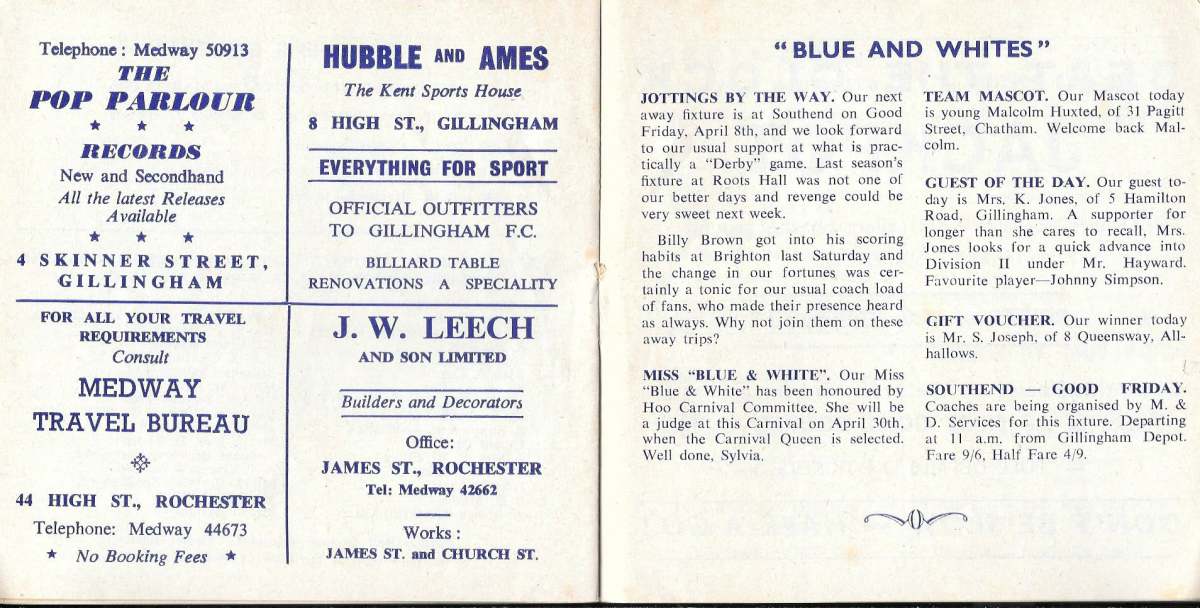 Telephone: Medway 50913
THE
POP PARLOUR
★ ★ ★
RECORDS
New and Secondhand
All the latest Releases
Available
★ ★ ★
4 SKINNER STREET,
GILLINGHAM
HUBBLE AND AMES
The Kent Sports House
8 HIGH ST., GILLINGHAM
EVERYTHING FOR SPORT
OFFICIAL OUTFITTERS
TO GILLINGHAM F.C.
BILLIARD TABLE
RENOVATIONS A SPECIALITY
FOR ALL YOUR TRAVEL
REQUIREMENTS
Consult
MEDWAY
TRAVEL BUREAU
44 HIGH ST., ROCHESTER
Telephone: Medway 44673
★ No Booking Fees ★
J. W. LEECH
AND SON LIMITED
Builders and Decorators
Office:
JAMES ST., ROCHESTER
Tel: Medway 42662
Works :
JAMES ST. and CHURCH ST.
"BLUE AND WHITES"
JOTTINGS BY THE WAY. Our next
away fixture is at Southend on Good
Friday, April 8th, and we look forward
to our usual support at what is prac-
tically a "Derby" game. Last season's
fixture at Roots Hall was not one of
our better days and revenge could be
very sweet next week.
Billy Brown got into his scoring
habits at Brighton last Saturday and
the change in our fortunes was cer-
tainly a tonic for our usual coach load
of fans, who made their presence heard
as always. Why not join them on these
away trips?
MISS "BLUE & WHITE". Our Miss
"Blue & White" has been honoured by
Hoo Carnival Committee. She will be
a judge at this Carnival on April 30th,
when the Carnival Queen is selected.
Well done, Sylvia.
TEAM MASCOT. Our Mascot today
is young Malcolm Huxted, of 31 Pagitt
Street, Chatham. Welcome back Mal-
colm.
GUEST OF THE DAY. Our guest to-
day is Mrs. K. Jones, of 5 Hamilton
Road, Gillingham. A supporter for
longer than she cares to recall, Mrs.
Jones looks for a quick advance into
Division II under Mr. Hayward.
Favourite player—Johnny Simpson.
GIFT VOUCHER. Our winner today
is Mr. S. Joseph, of 8 Queensway, All-
hallows.
SOUTHEND — GOOD FRIDAY.
Coaches are being organised by M. &
D. Services for this fixture. Departing
at 11 a.m. from Gillingham Depot.
Fare 9/6, Half Fare 4/9.